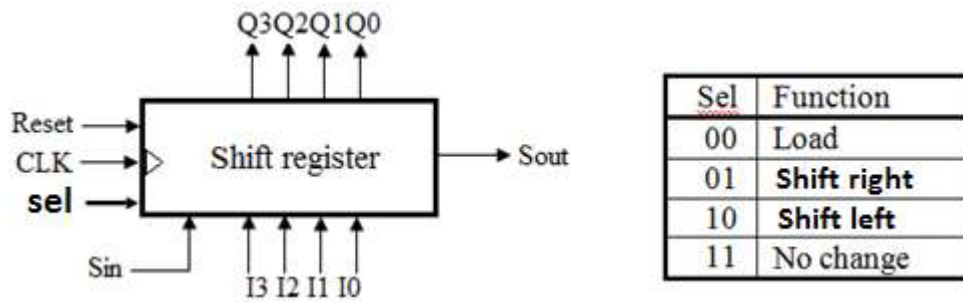 Q3Q2Q1Q0
Reset
CLK
sel
Shift register
Sout
Sin
I3 I2 I1 I0
Sel Function
00 Load
01 Shift right
10 Shift left
11 No change